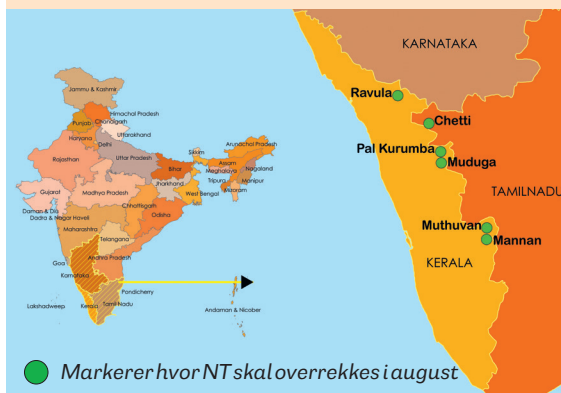 Jammu & Kashmir
Himachal Pradesh
Punjab
Chandigarh
Uttarakhand
Haryana
Delhi
Arunachal Pradesh
Sikkim
Rajasthan
Uttar Pradesh
Assam
Nagaland
Bihar
Meghalaya
Manipur
Tripura
Jharkhand
Mizoram
Gujarat
Madhya Pradesh
West Bengal
Chhattisgarh
Daman & Diu
Dadra & Nagar Haveli
Odisha
Maharashtra
Telangana
Goa
Andhra Pradesh
Karnataka
Pondicherry
Lakshadweep
Kerala
Tamil Nadu
Andaman & Nicober
KARNATAKA
Ravula
Chetti
Pal Kurumba
Muduga
TAMILNADU
Muthuvan
Mannan
KERALA
Markerer hvor NT skal overrekkes i august